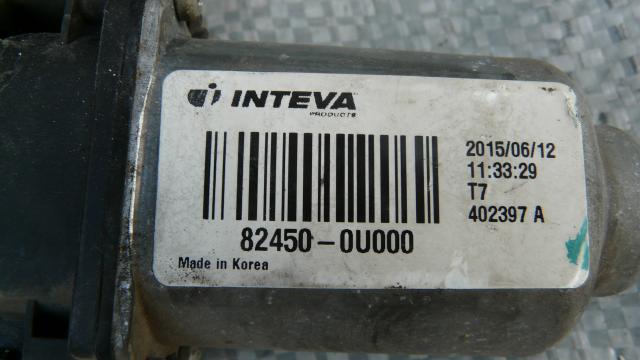 INTEVA
PRODUCTS
2015/06/12
11:33:29
T7
402397 A
82450-0U000
Made in Korea